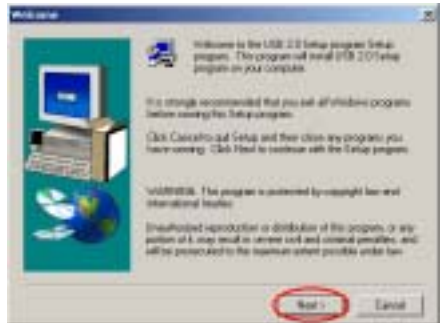 Welcome
Welcome to the USB 2.0 Setup program Setup
program. This program will install USB 2.0 Setup
program on your computer.
It is strongly recommended that you exit all Windows programs
before running this Setup program.
Click Cancel to quit Setup and then close any programs you
have running. Click Next to continue with the Setup program.
WARNING: This program is protected by copyright law and
international treaties.
Unauthorized reproduction or distribution of this program, or any
portion of it, may result in severe civil and criminal penalties, and
will be prosecuted to the maximum extent possible under law.
Next >
Cancel